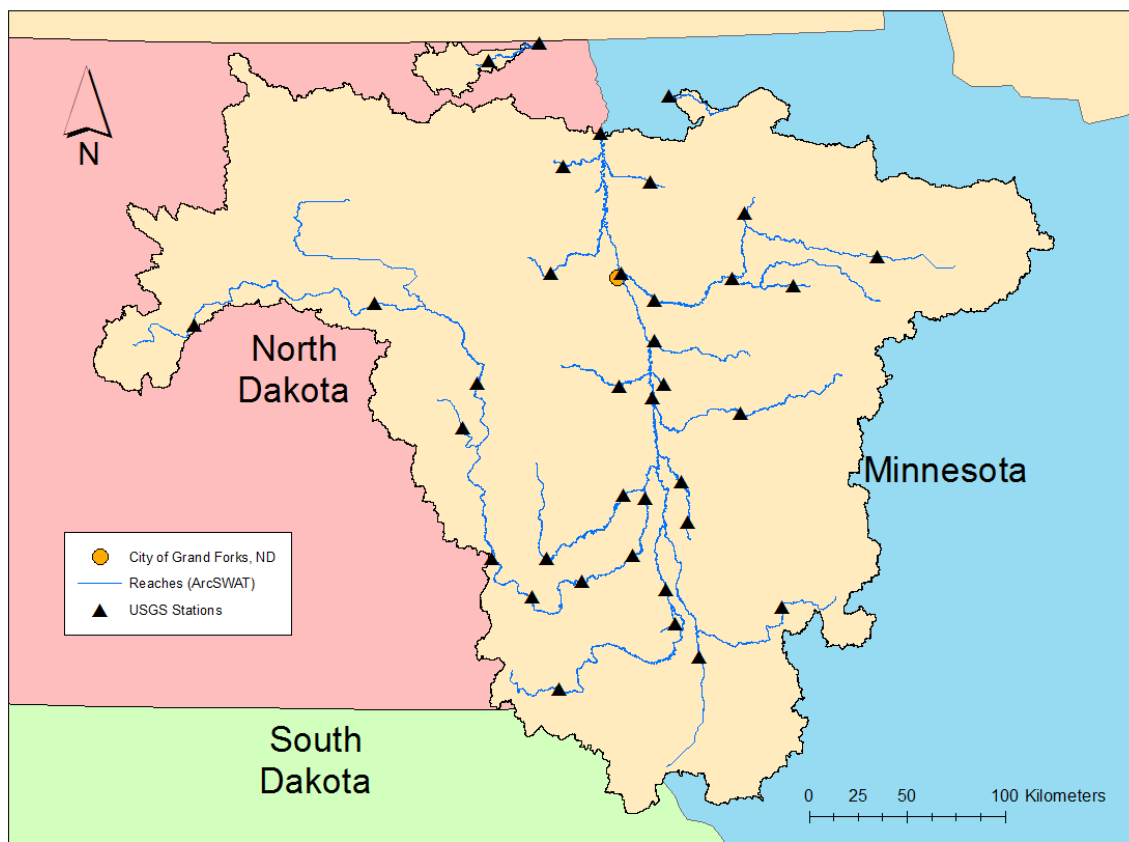 N
North
Dakota
Minnesota
City of Grand Forks, ND
Reaches (ArcSWAT)
USGS Stations
South
Dakota
0 25 50 100 Kilometers